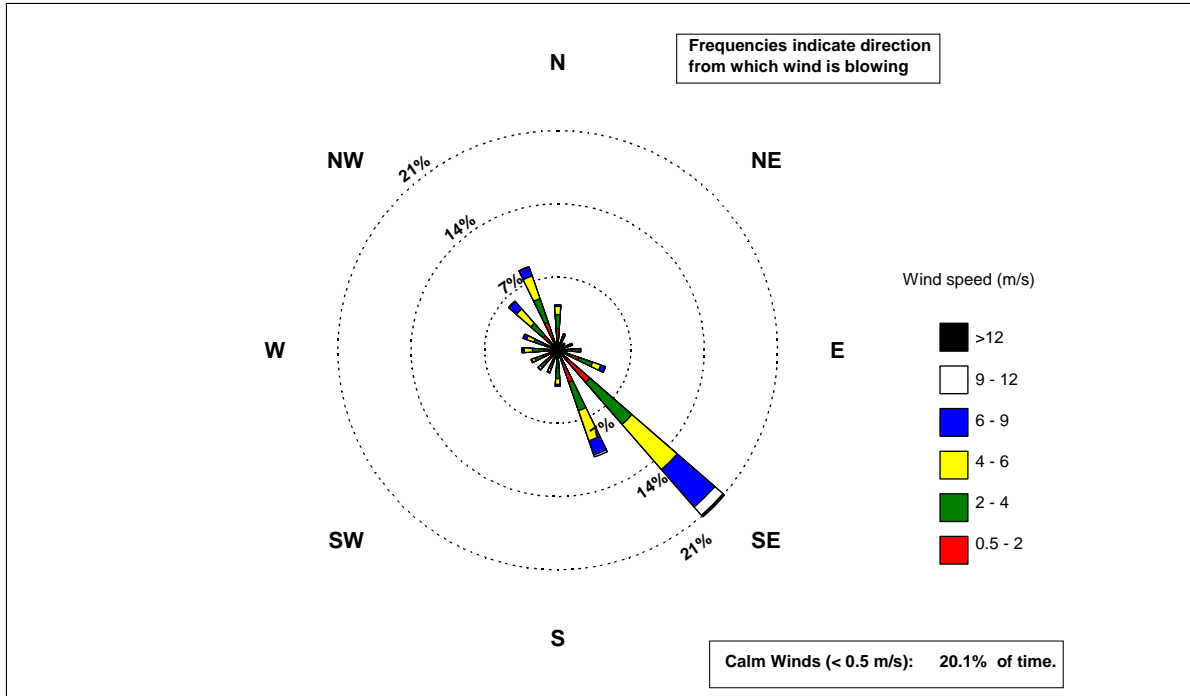 Frequencies indicate direction
from which wind is blowing
N
NW
NE
21%
14%
7%
Wind speed (m/s)
W
E
>12
9 - 12
6 - 9
4 - 6
2 - 4
0.5 - 2
7%
14%
21%
SW
SE
S
Calm Winds (< 0.5 m/s): 20.1% of time.